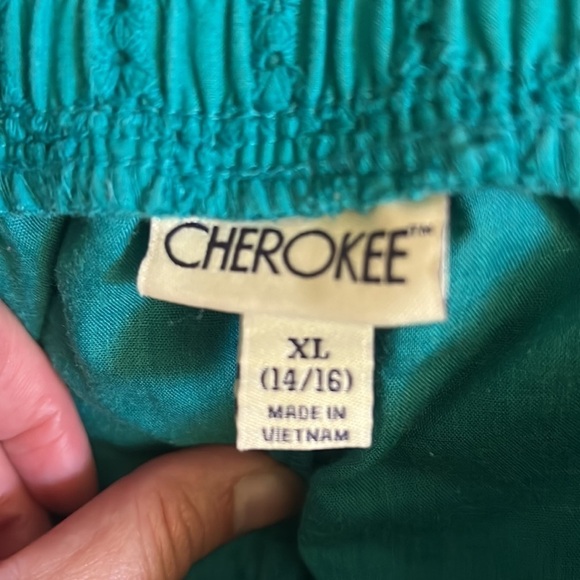 CHEROKEE™
XL
(14/16)
MADE IN
VIETNAM